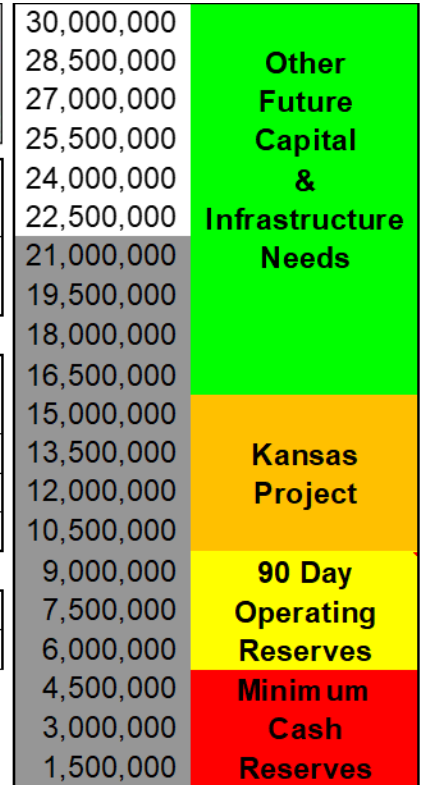 30,000,000
28,500,000 Other
27,000,000 Future
25,500,000 Capital
24,000,000 &
22,500,000 Infrastructure
21,000,000 Needs
19,500,000
18,000,000
16,500,000
15,000,000
13,500,000 Kansas
12,000,000 Project
10,500,000
9,000,000 90 Day
7,500,000 Operating
6,000,000 Reserves
4,500,000 Minimum
3,000,000 Cash
1,500,000 Reserves